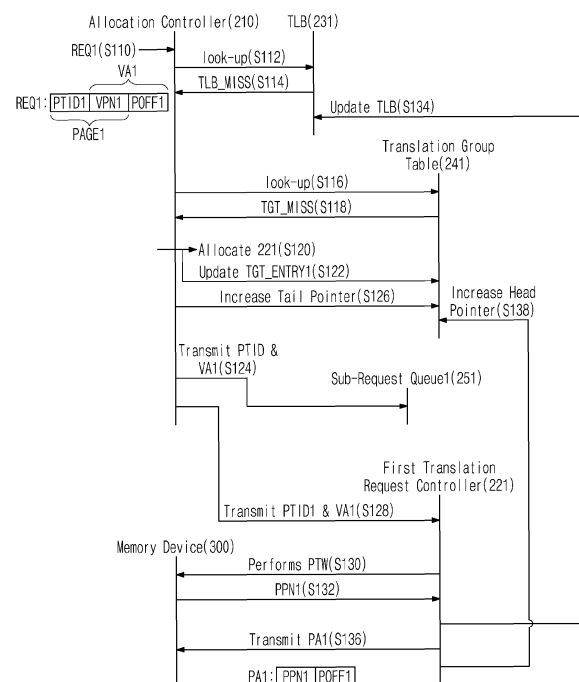 Allocation Controller(210)
TLB(231)
REQ1(S110)
look-up(S112)
VA1
TLB_MISS(S114)
REQ1: PTID1 VPN1 POFF1
Update TLB(S134)
PAGE1
Translation Group
Table(241)
look-up(S116)
TGT_MISS(S118)
Allocate 221(S120)
Update TGT_ENTRY1(S122)
Increase Tail Pointer(S126)
Increase Head
Pointer(S138)
Transmit PTID &
VA1(S124)
Sub-Request Queue1(251)
First Translation
Request Controller(221)
Transmit PTID1 & VA1(S128)
Memory Device(300)
Performs PTW(S130)
PPN1(S132)
Transmit PA1(S136)
PA1: PPN1 POFF1